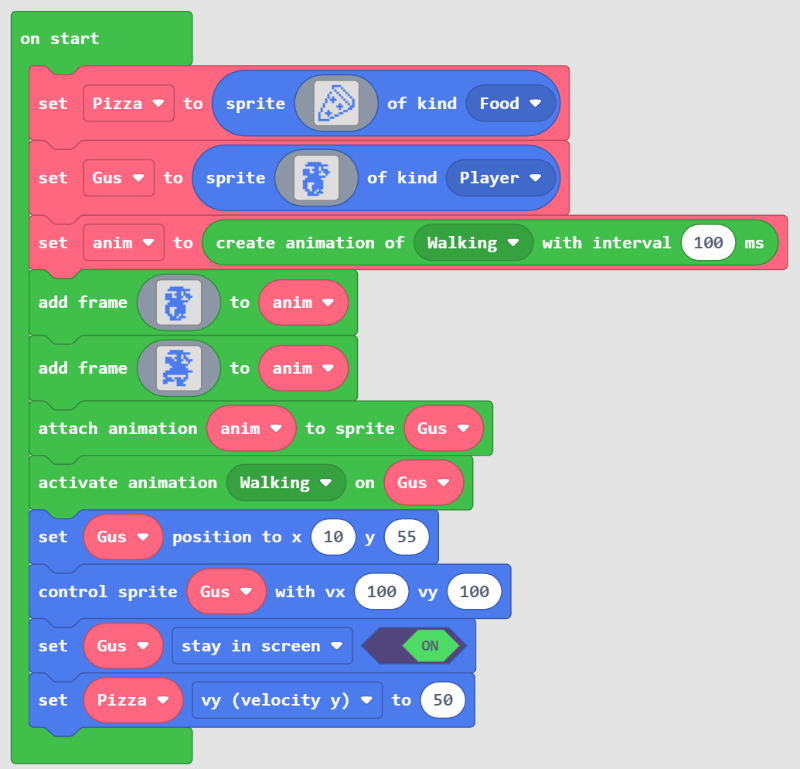 on start
set Pizza to sprite of kind Food
set Gus to sprite of kind Player
set anim to create animation of Walking with interval 100 ms
add frame to anim
add frame to anim
attach animation anim to sprite Gus
activate animation Walking on Gus
set Gus position to x 10 y 55
control sprite Gus with vx 100 vy 100
set Gus stay in screen ON
set Pizza vy (velocity y) to 50